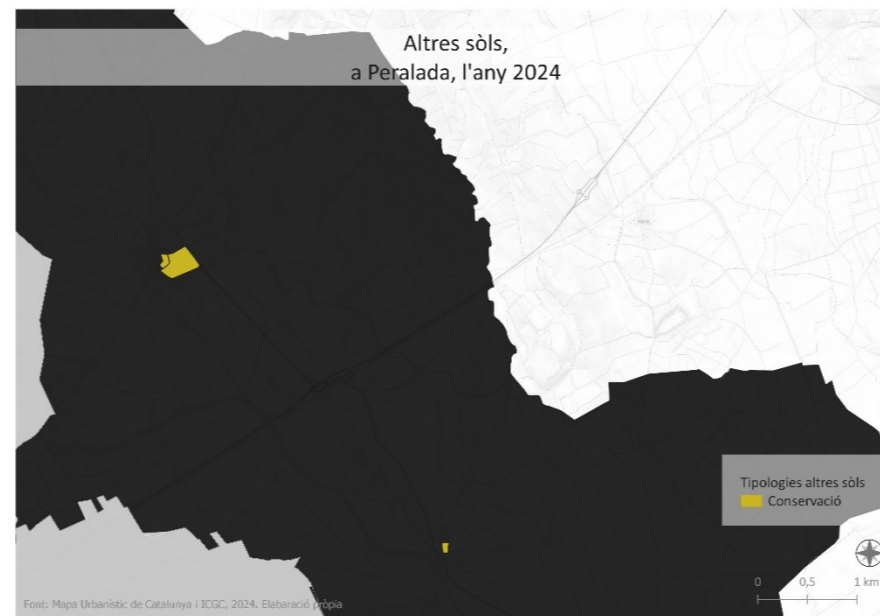 Altres sòls,
a Peralada, l'any 2024
Tipologies altres sòls
Conservació
0 0,5 1 km
Font: Mapa Urbanístic de Catalunya i ICGC, 2024. Elabaració pròpia